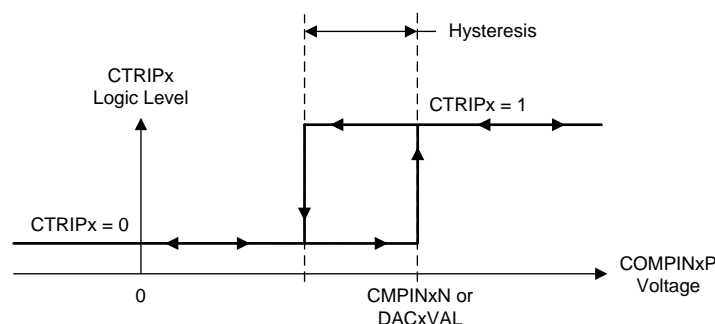 Hysteresis
CTRIPx
Logic Level
CTRIPx = 1
CTRIPx = 0
COMPINxP
Voltage
0
CMPINxN or
DACxVAL